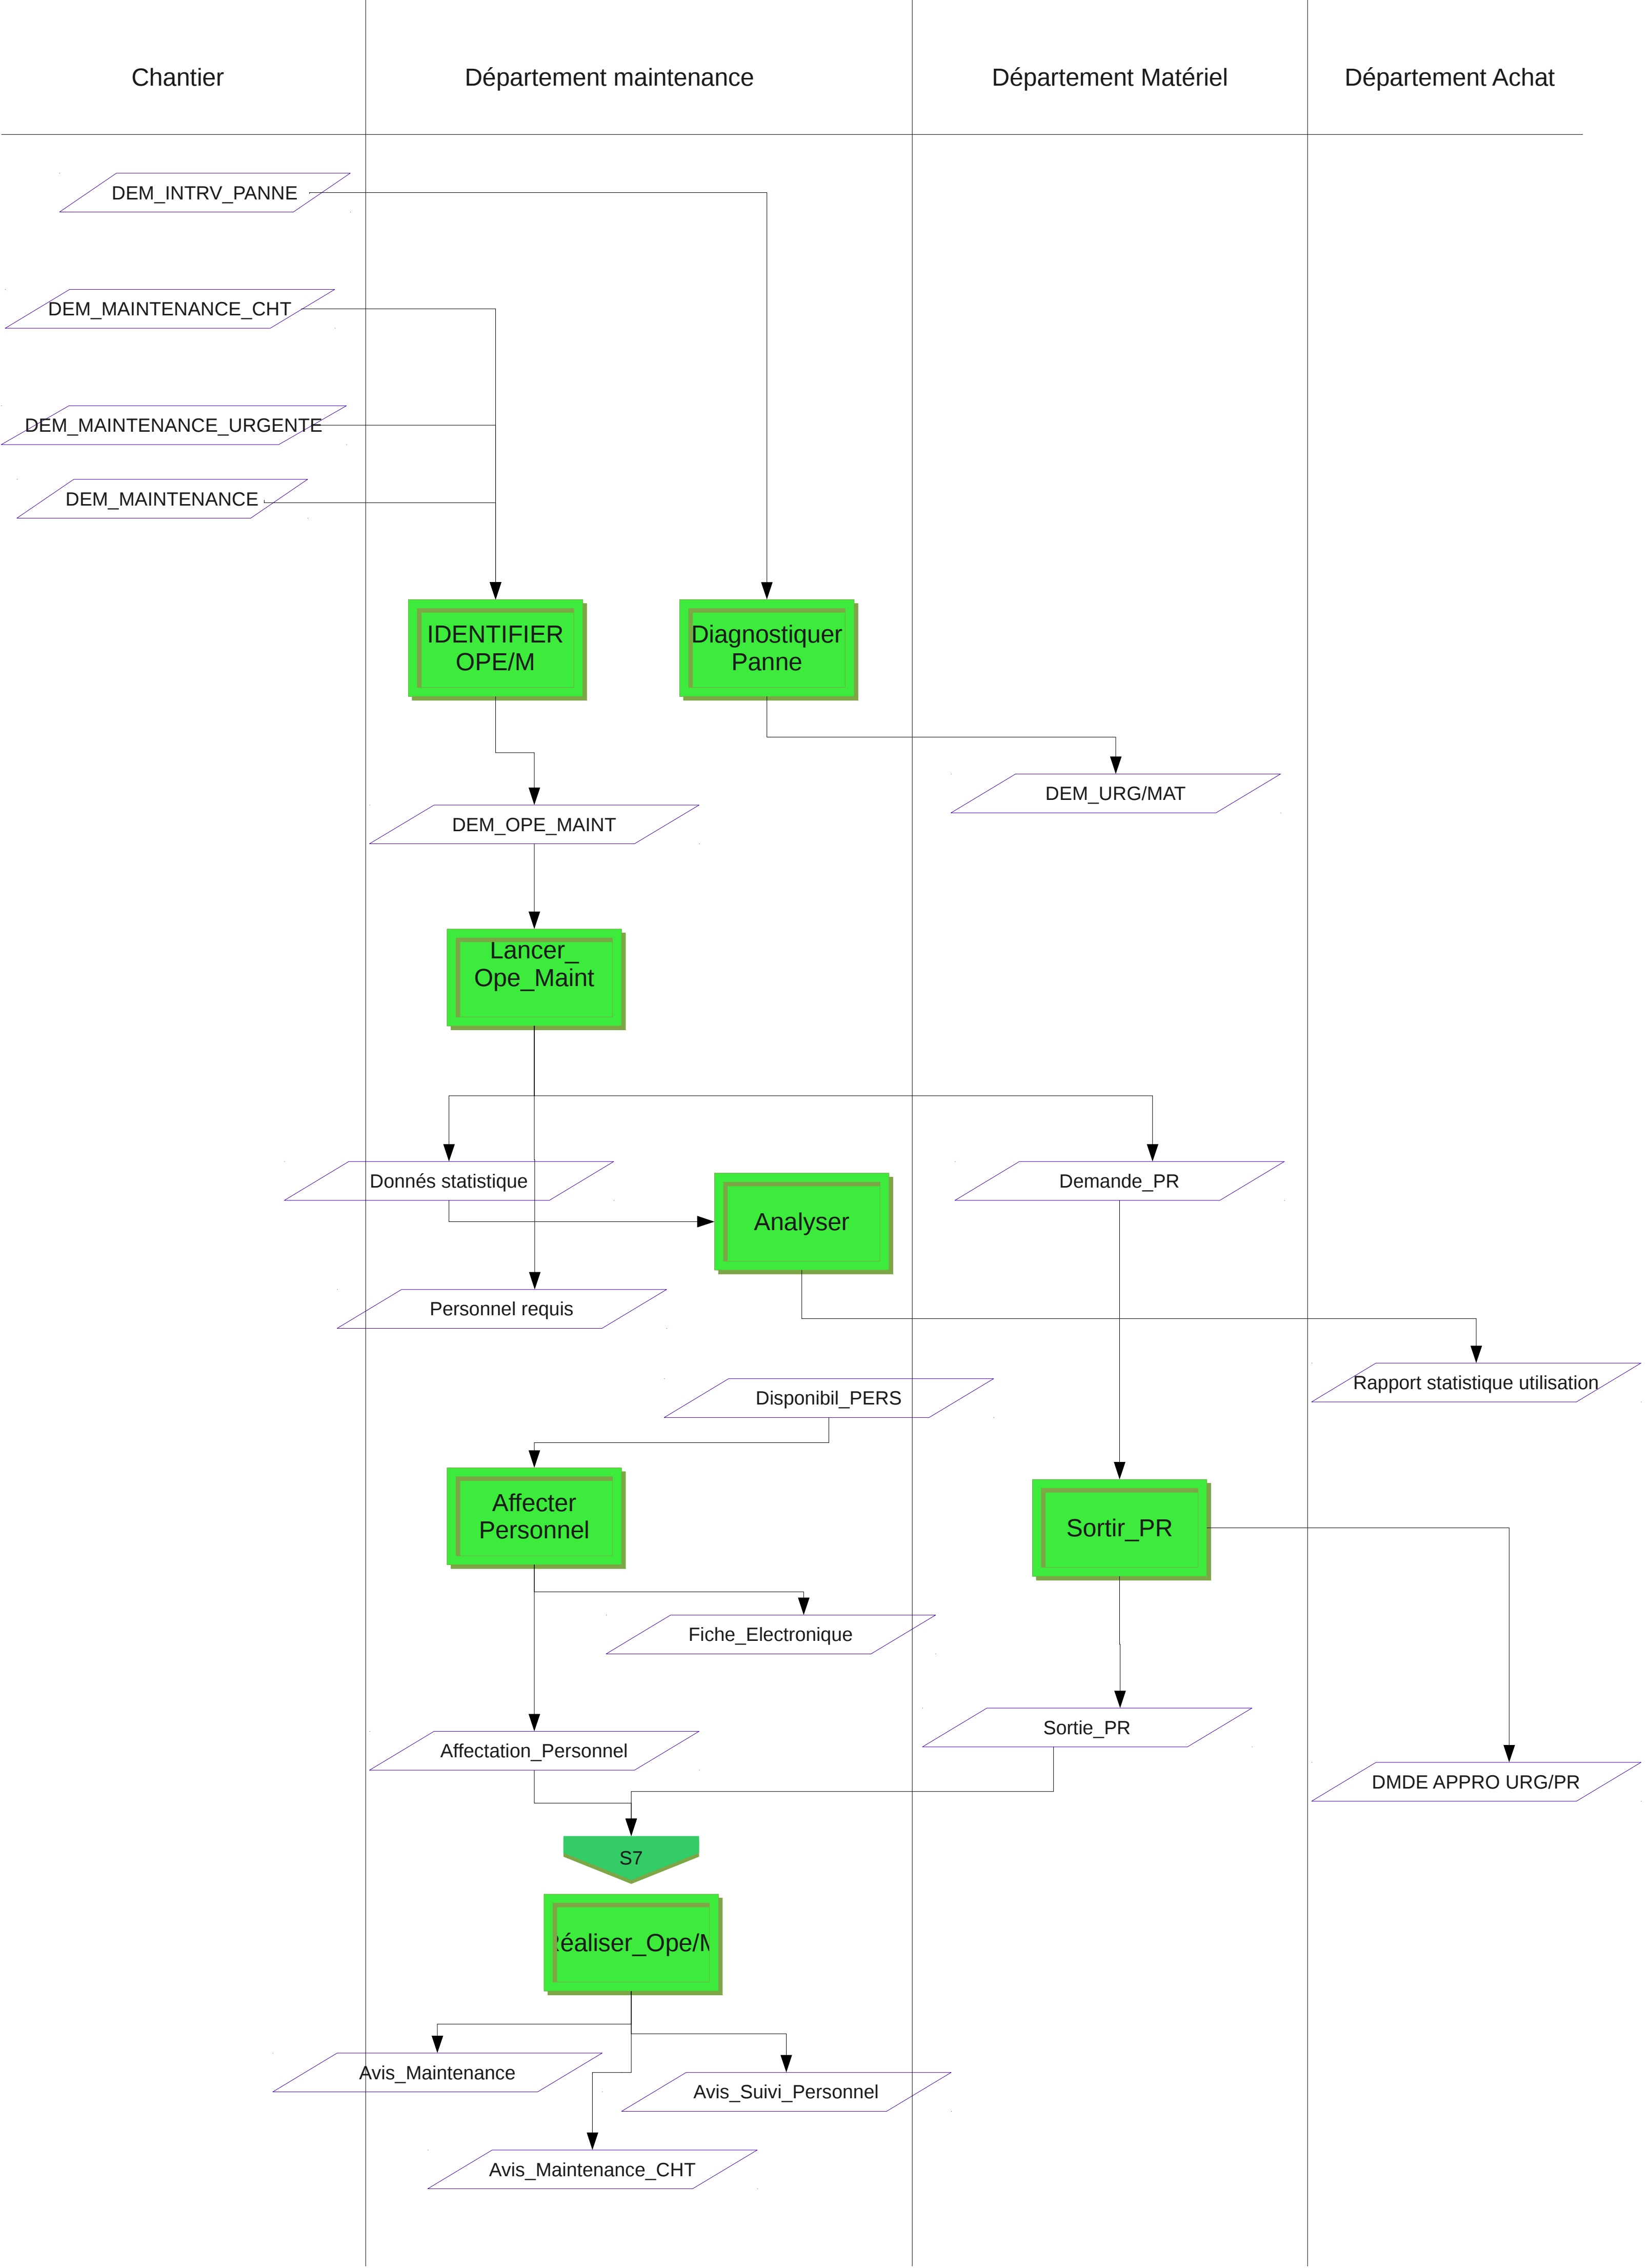 Chantier
Département maintenance
Département Matériel
Département Achat
DEM_INTRV_PANNE
DEM_MAINTENANCE_CHT
DEM_MAINTENANCE_URGENTE
DEM_MAINTENANCE
IDENTIFIER
OPE/M
Diagnostiquer
Panne
DEM_URG/MAT
DEM_OPE_MAINT
Lancer_
Ope_Maint
Donnés statistique
Demande_PR
Analyser
Personnel requis
Rapport statistique utilisation
Disponibil_PERS
Affecter
Personnel
Sortir_PR
Fiche_Electronique
Sortie_PR
Affectation_Personnel
DMDE APPRO URG/PR
S7
éaliser_Ope/M
Avis_Maintenance
Avis_Suivi_Personnel
Avis_Maintenance_CHT